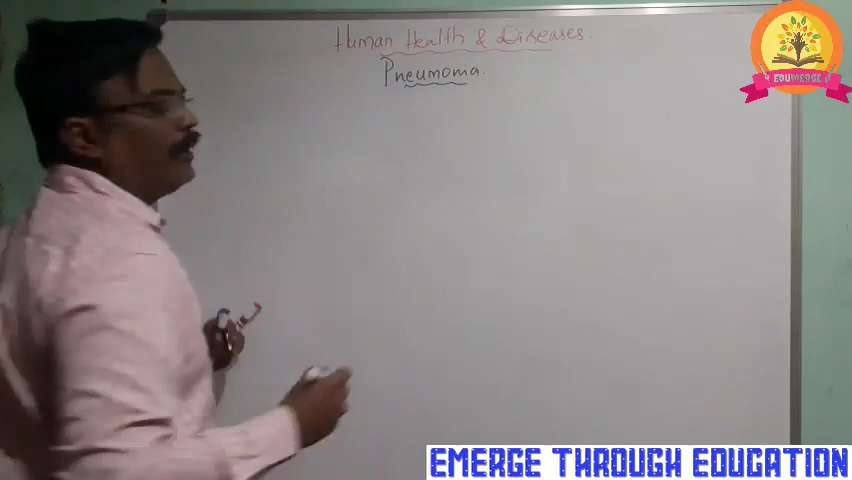 Human Health & Diseases.
Pneumonia.
EDUMERGE
EMERGE THROUGH EDUCATION